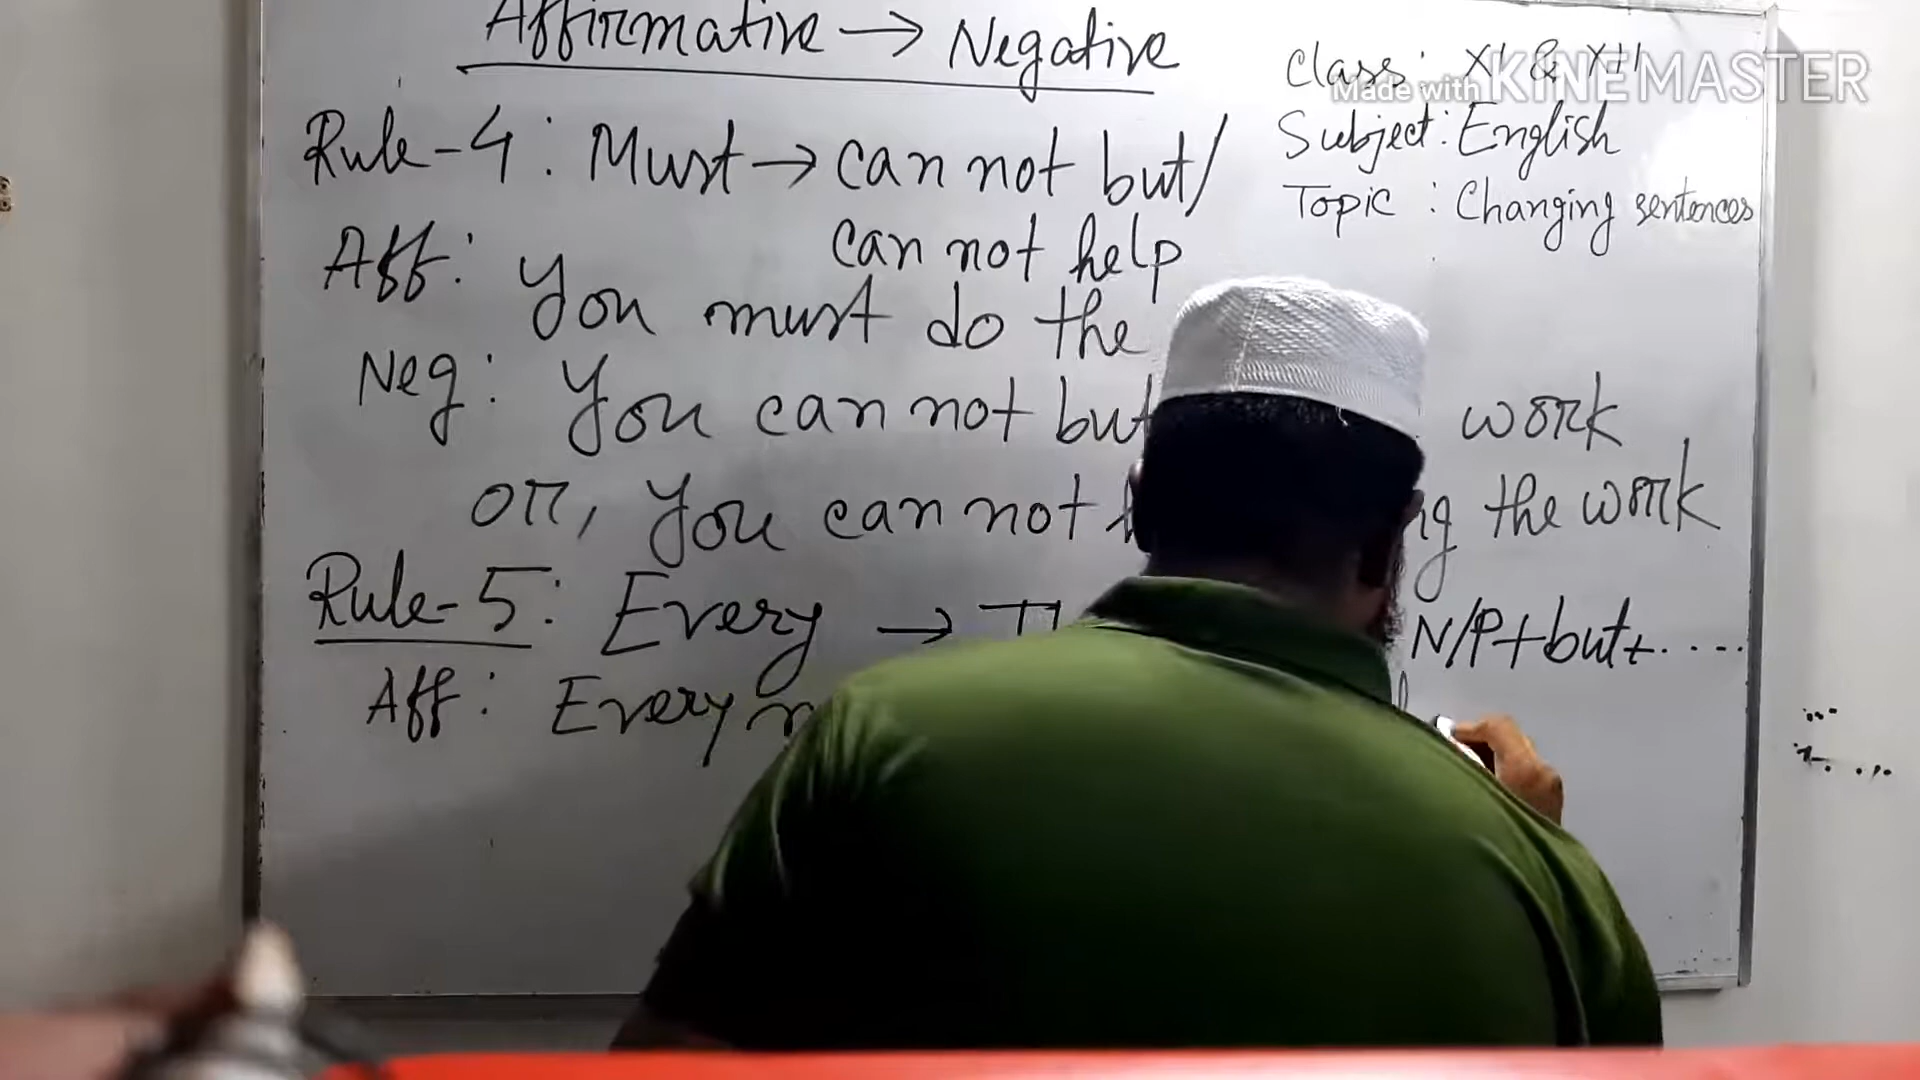 Affirmative → Negative
Class: XI & XII
Made with KINEMASTER
Subject: English
Topic: Changing sentences
Rule-4: Must → can not but/
can not help
Aff: You must do the
Neg: You can not but work
or, You can not the work
Rule-5: Every → N/P + but + .....
Aff: Every